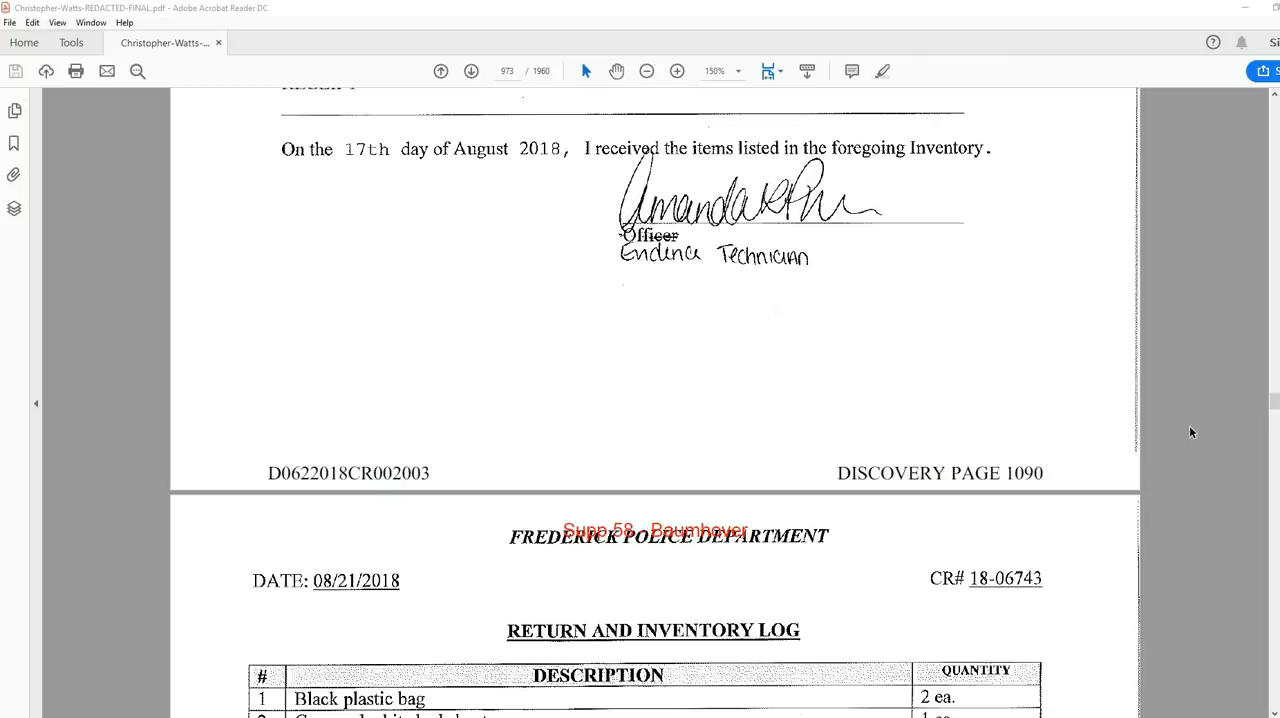 Christopher-Watts-REDACTED-FINAL.pdf - Adobe Acrobat Reader DC
File Edit View Window Help
Home Tools Christopher-Watts-... ×
973 / 1960 150%
On the 17th day of August 2018, I received the items listed in the foregoing Inventory.
Amanda
Officer
Evidence Technician
D0622018CR002003 DISCOVERY PAGE 1090
Supp 58 - Baumhover
FREDERICK POLICE DEPARTMENT
DATE: 08/21/2018 CR# 18-06743
RETURN AND INVENTORY LOG
# DESCRIPTION QUANTITY
1 Black plastic bag 2 ea.